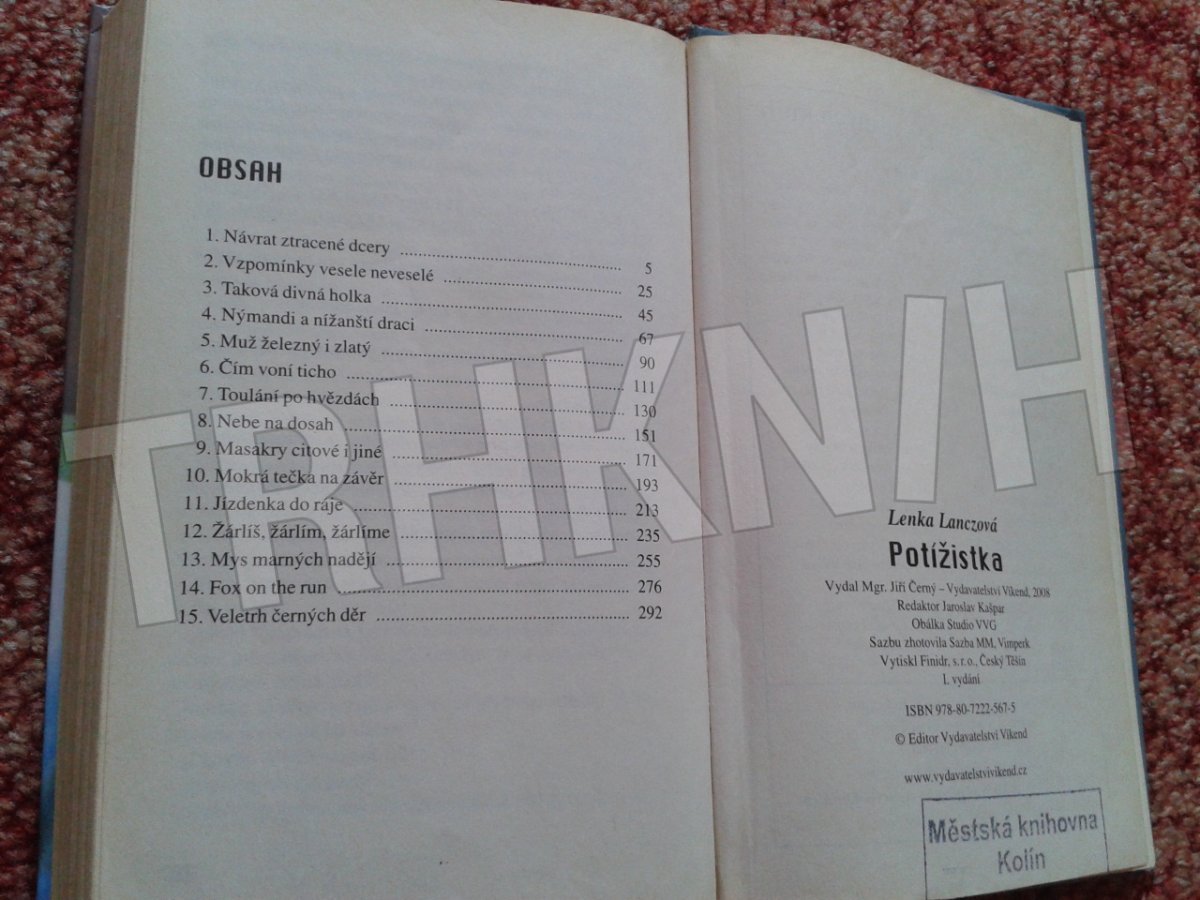 OBSAH
1. Návrat ztracené dcery ........ 5
2. Vzpomínky vesele neveselé ........ 25
3. Taková divná holka ........ 45
4. Nýmandi a nížanští draci ........ 67
5. Muž železný i zlatý ........ 90
6. Čím voní ticho ........ 111
7. Toulání po hvězdách ........ 130
8. Nebe na dosah ........ 151
9. Masakry citové i jiné ........ 171
10. Mokrá tečka na závěr ........ 193
11. Jízdenka do ráje ........ 213
12. Žárlíš, žárlím, žárlíme ........ 235
13. Mys marných nadějí ........ 255
14. Fox on the run ........ 276
15. Veletrh černých děr ........ 292
Lenka Lanczová
Potížistka
Vydal Mgr. Jiří Černý – Vydavatelství Víkend, 2008
Redaktor Jaroslav Kašpar
Obálka Studio VVG
Sazbu zhotovila Sazba MM, Vimperk
Vytiskl Finidr, s.r.o., Český Těšín
I. vydání
ISBN 978-80-7222-567-5
© Editor Vydavatelství Víkend
www.vydavatelstvivikend.cz
Městská knihovna
Kolín
TRHKNIH